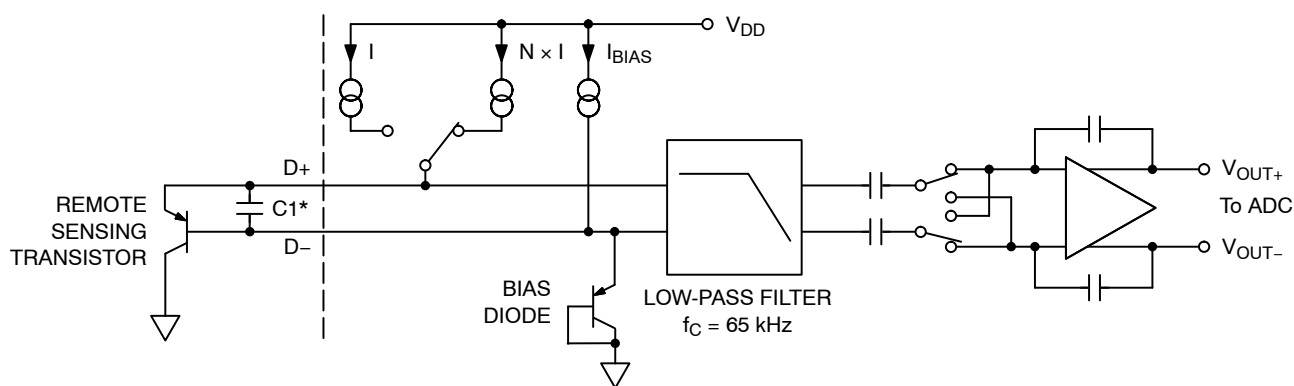 V_DD
I
N × I
I_BIAS
D+
REMOTE
SENSING
TRANSISTOR
C1*
D−
BIAS
DIODE
LOW-PASS FILTER
f_C = 65 kHz
V_OUT+
To ADC
V_OUT−